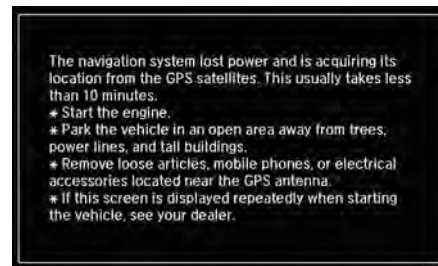 The navigation system lost power and is acquiring its
location from the GPS satellites. This usually takes less
than 10 minutes.
* Start the engine.
* Park the vehicle in an open area away from trees,
power lines, and tall buildings.
* Remove loose articles, mobile phones, or electrical
accessories located near the GPS antenna.
* If this screen is displayed repeatedly when starting
the vehicle, see your dealer.